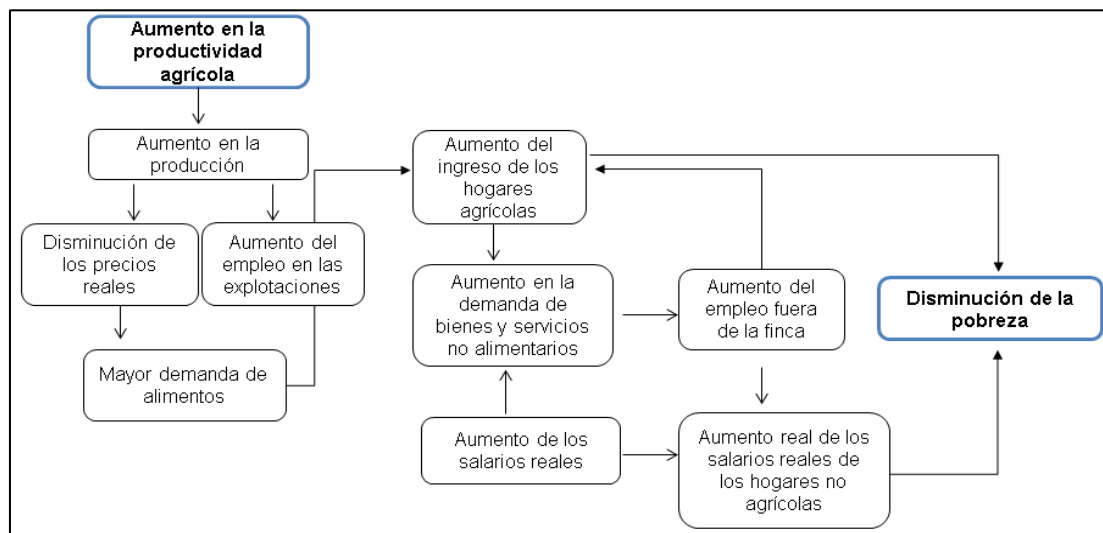 Aumento en la
productividad
agrícola
Aumento en la
producción
Disminución de
los precios
reales
Aumento del
empleo en las
explotaciones
Mayor demanda de
alimentos
Aumento del
ingreso de los
hogares
agrícolas
Aumento en la
demanda de
bienes y servicios
no alimentarios
Aumento de los
salarios reales
Aumento del
empleo fuera
de la finca
Aumento real de los
salarios reales de
los hogares no
agrícolas
Disminución de la
pobreza